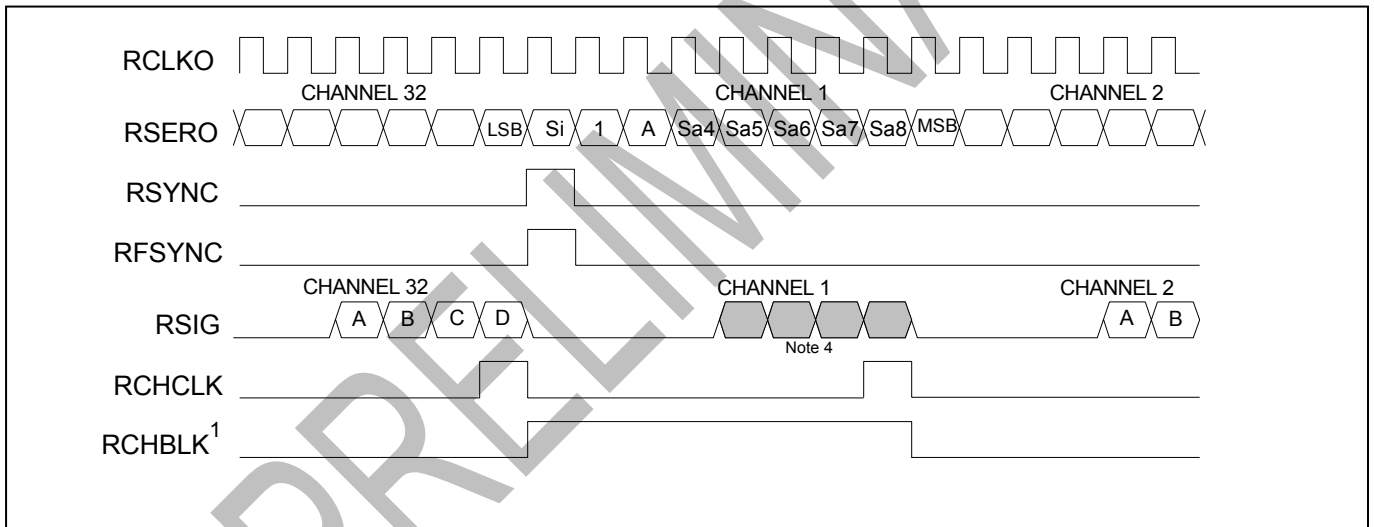 RCLKO
CHANNEL 32 CHANNEL 1 CHANNEL 2
RSERO LSB Si 1 A Sa4 Sa5 Sa6 Sa7 Sa8 MSB
RSYNC
RFSYNC
CHANNEL 32 CHANNEL 1 CHANNEL 2
RSIG A B C D A B
Note 4
RCHCLK
RCHBLK1
PRELIMINA